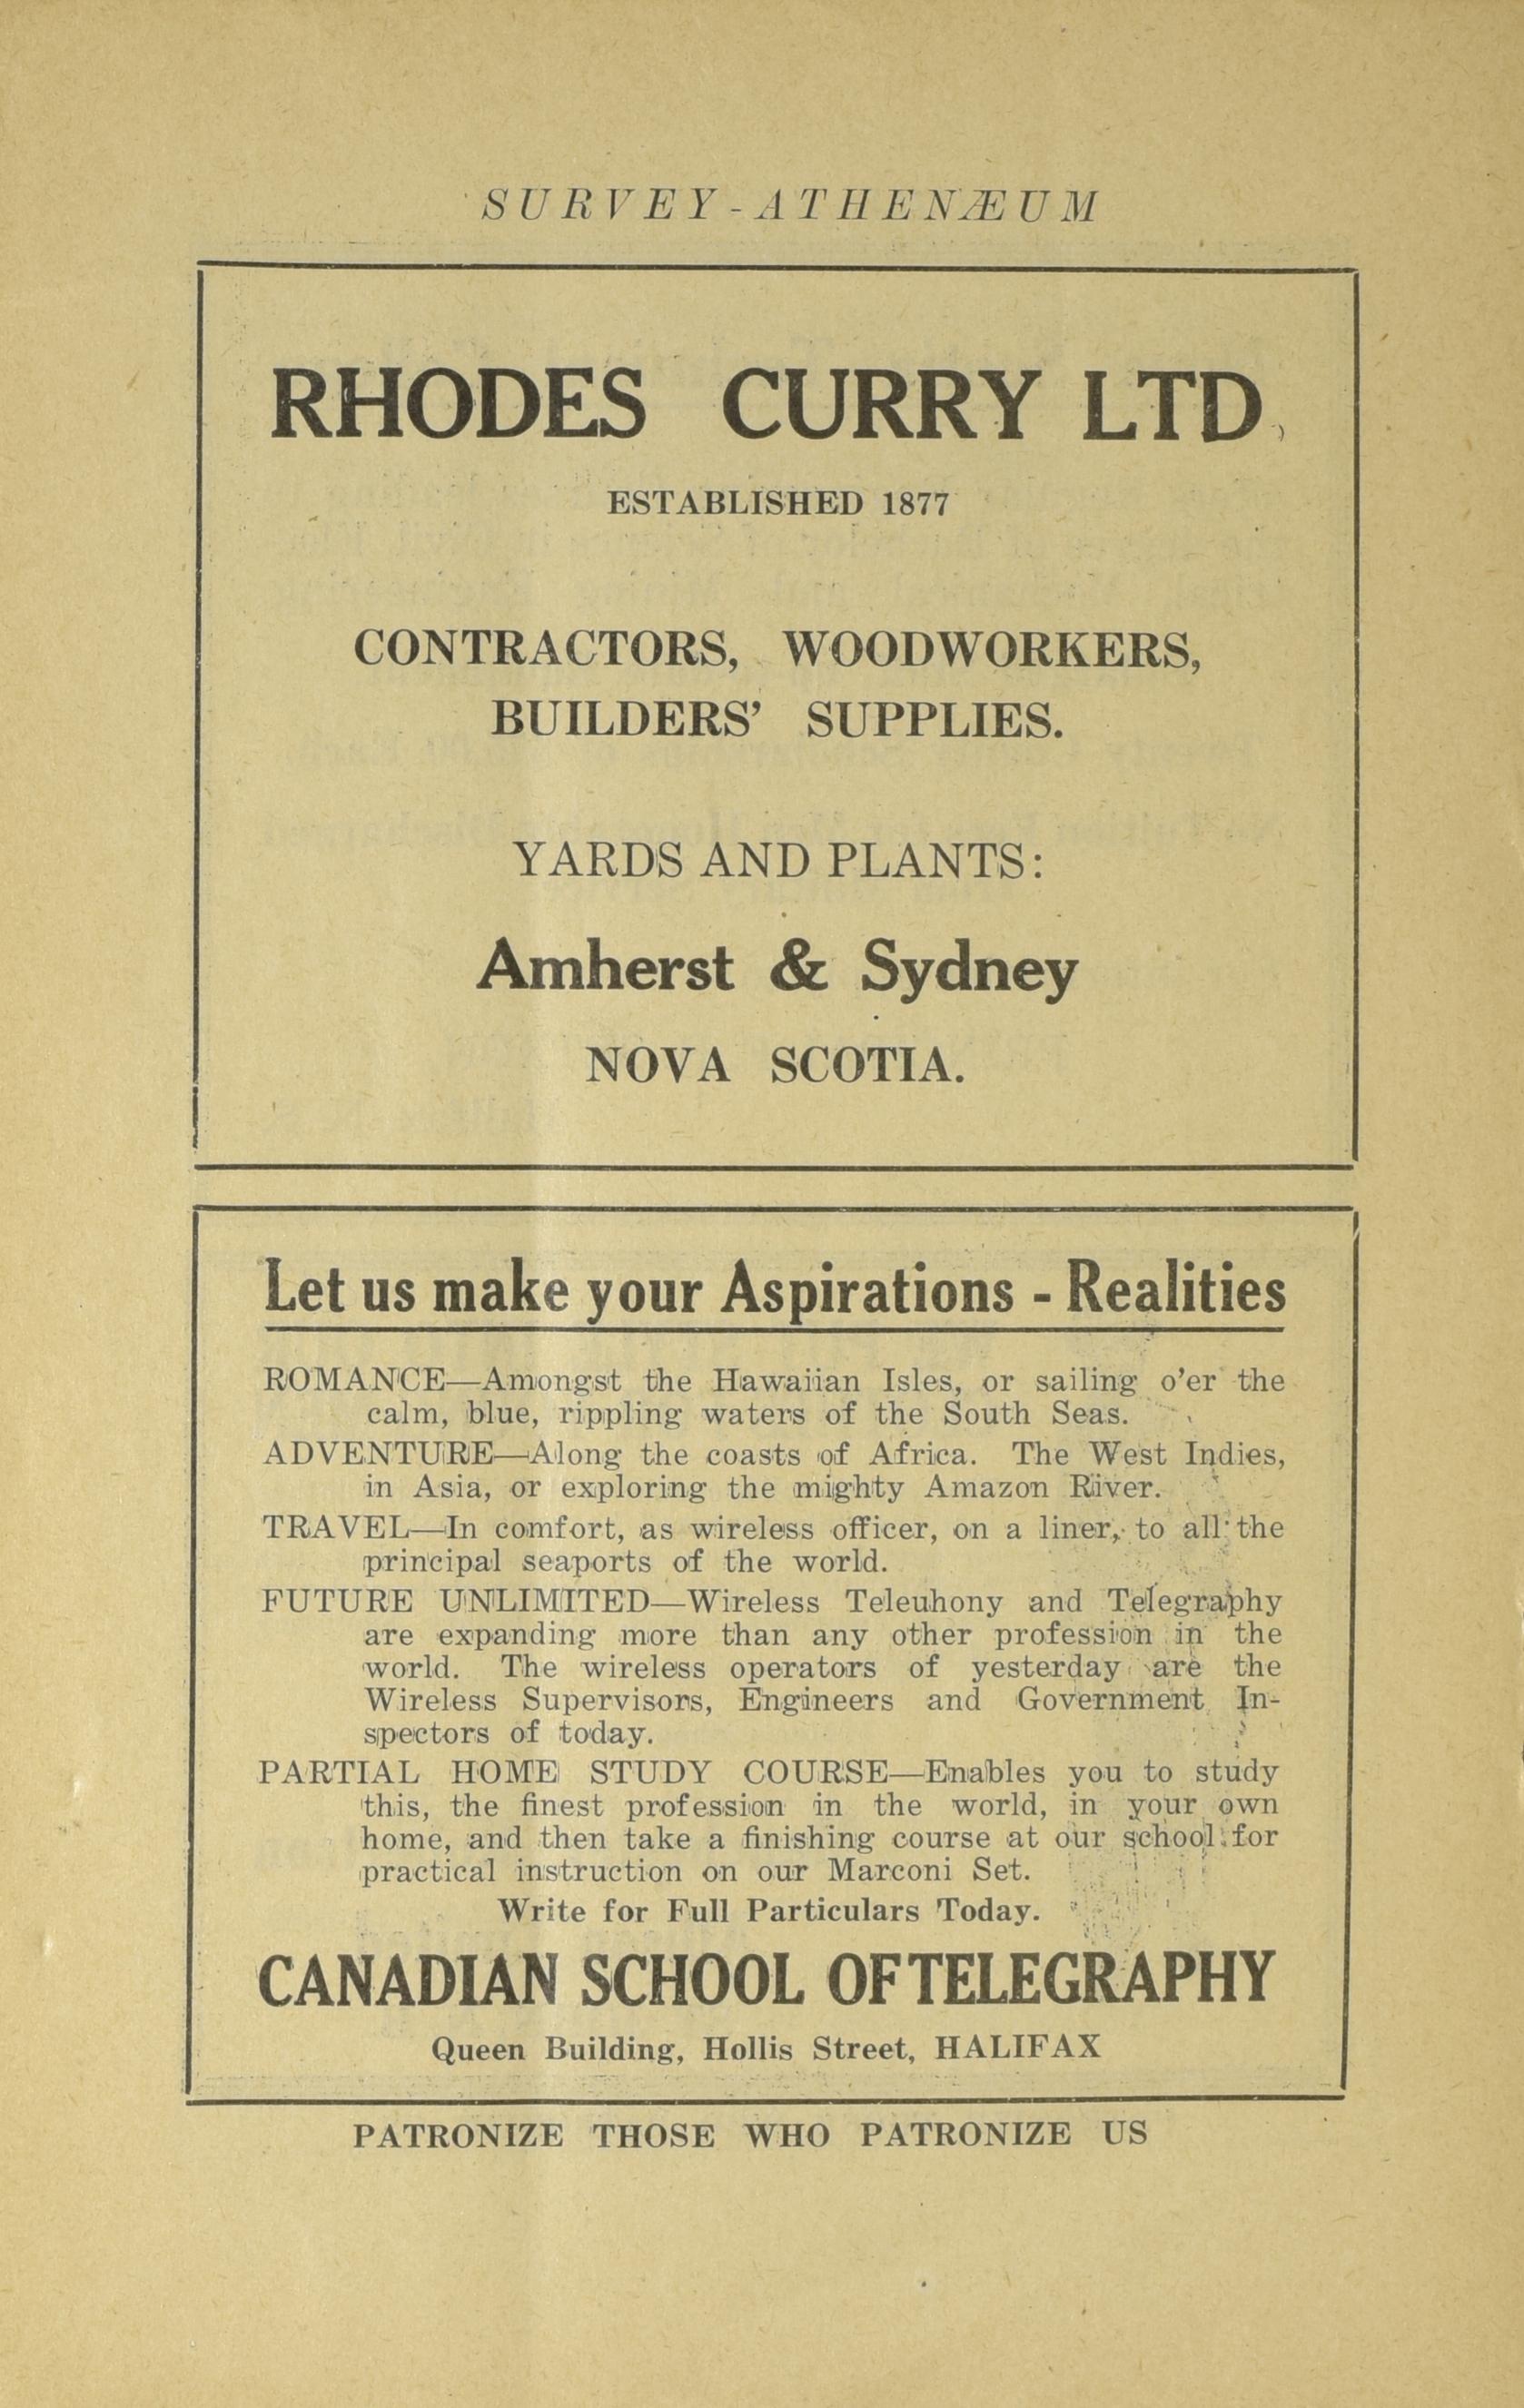 SURVEY-ATHENÆUM
RHODES CURRY LTD,
ESTABLISHED 1877
CONTRACTORS, WOODWORKERS,
BUILDERS' SUPPLIES.
YARDS AND PLANTS:
Amherst & Sydney
NOVA SCOTIA.
Let us make your Aspirations - Realities
ROMANCE—Amongst the Hawaiian Isles, or sailing o'er the
calm, blue, rippling waters of the South Seas.
ADVENTURE—Along the coasts of Africa. The West Indies,
in Asia, or exploring the mighty Amazon River.
TRAVEL—In comfort, as wireless officer, on a liner, to all the
principal seaports of the world.
FUTURE UNLIMITED—Wireless Teleuhony and Telegraphy
are expanding more than any other profession in the
world. The wireless operators of yesterday are the
Wireless Supervisors, Engineers and Government In-
spectors of today.
PARTIAL HOME STUDY COURSE—Enables you to study
this, the finest profession in the world, in your own
home, and then take a finishing course at our school for
practical instruction on our Marconi Set.
Write for Full Particulars Today.
CANADIAN SCHOOL OF TELEGRAPHY
Queen Building, Hollis Street, HALIFAX
PATRONIZE THOSE WHO PATRONIZE US